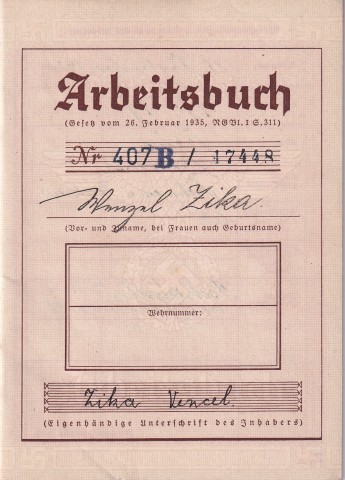 Arbeitsbuch
(Gesetz vom 26. Februar 1935, RGBl. I S. 311)
Nr 407 B / 17448
Wenzel Zika.
(Vor- und Zuname, bei Frauen auch Geburtsname)
Wehrnummer:
Zika Vencel.
(Eigenhändige Unterschrift des Inhabers)